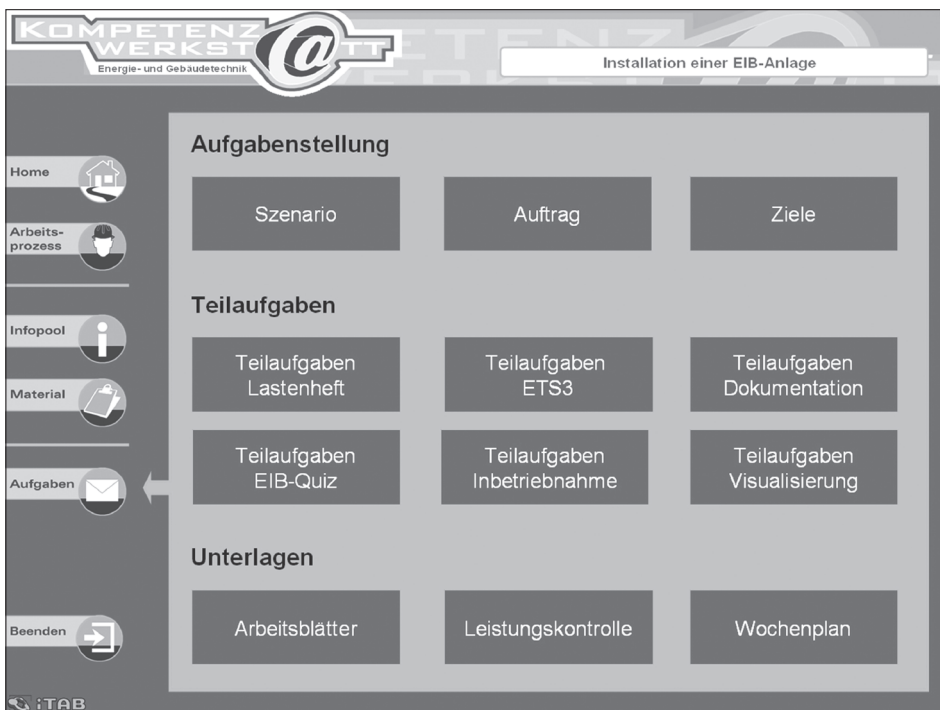 KOMPETENZ
WERKST@TT
Energie- und Gebäudetechnik
Installation einer EIB-Anlage
Home
Arbeits-
prozess
Infopool
Material
Aufgaben
Beenden
iTAB
Aufgabenstellung
Szenario
Auftrag
Ziele
Teilaufgaben
Teilaufgaben
Lastenheft
Teilaufgaben
ETS3
Teilaufgaben
Dokumentation
Teilaufgaben
EIB-Quiz
Teilaufgaben
Inbetriebnahme
Teilaufgaben
Visualisierung
Unterlagen
Arbeitsblätter
Leistungskontrolle
Wochenplan